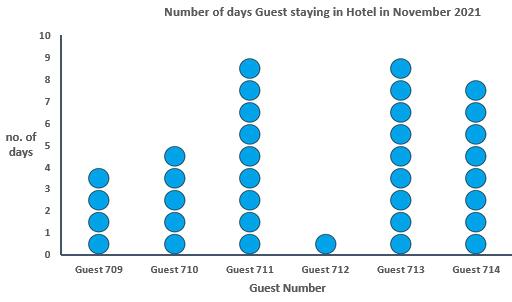 Number of days Guest staying in Hotel in November 2021
10
9
8
7
6
5
4
3
2
1
0
no. of
days
Guest 709 Guest 710 Guest 711 Guest 712 Guest 713 Guest 714
Guest Number